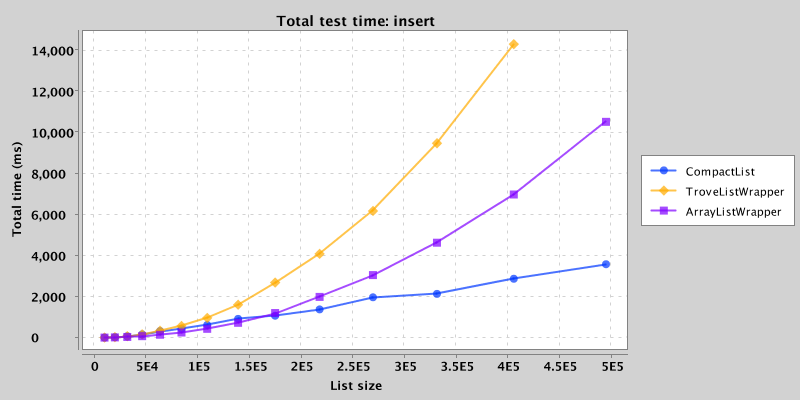 Total test time: insert
Total time (ms)
14,000
12,000
10,000
8,000
6,000
4,000
2,000
0
0 5E4 1E5 1.5E5 2E5 2.5E5 3E5 3.5E5 4E5 4.5E5 5E5
List size
CompactList
TroveListWrapper
ArrayListWrapper